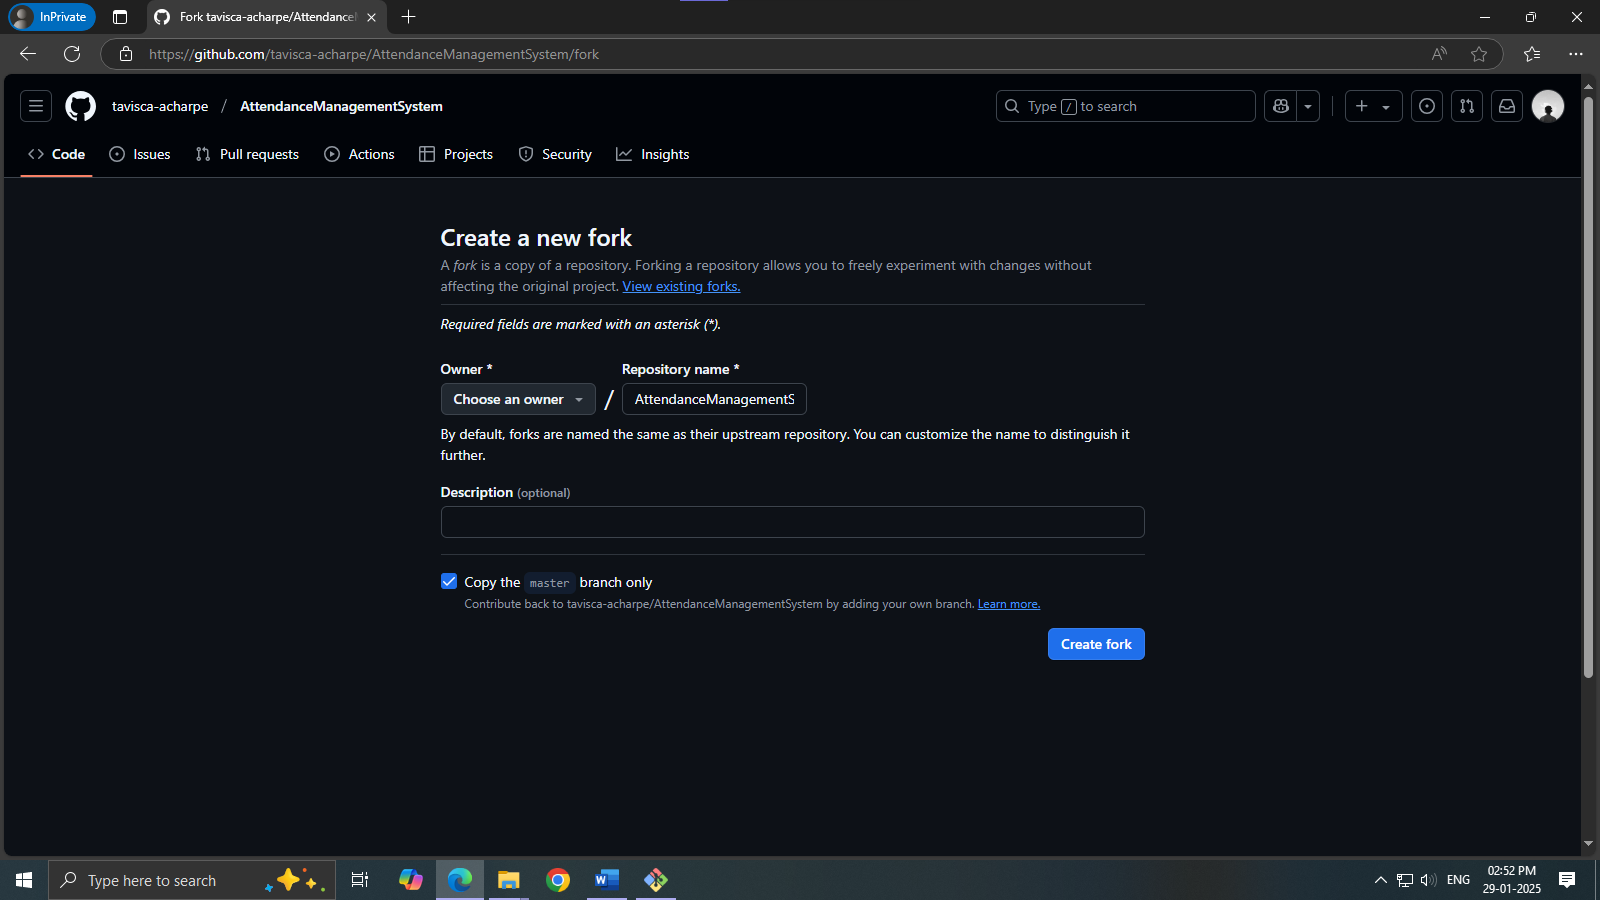 InPrivate
Fork tavisca-acharpe/Attendance
https://github.com/tavisca-acharpe/AttendanceManagementSystem/fork
tavisca-acharpe / AttendanceManagementSystem
Type / to search
Code
Issues
Pull requests
Actions
Projects
Security
Insights
Create a new fork
A fork is a copy of a repository. Forking a repository allows you to freely experiment with changes without
affecting the original project. View existing forks.
Required fields are marked with an asterisk (*).
Owner *
Repository name *
Choose an owner
/
AttendanceManagementS
By default, forks are named the same as their upstream repository. You can customize the name to distinguish it
further.
Description (optional)
Copy the master branch only
Contribute back to tavisca-acharpe/AttendanceManagementSystem by adding your own branch. Learn more.
Create fork
Type here to search
ENG
02:52 PM
29-01-2025